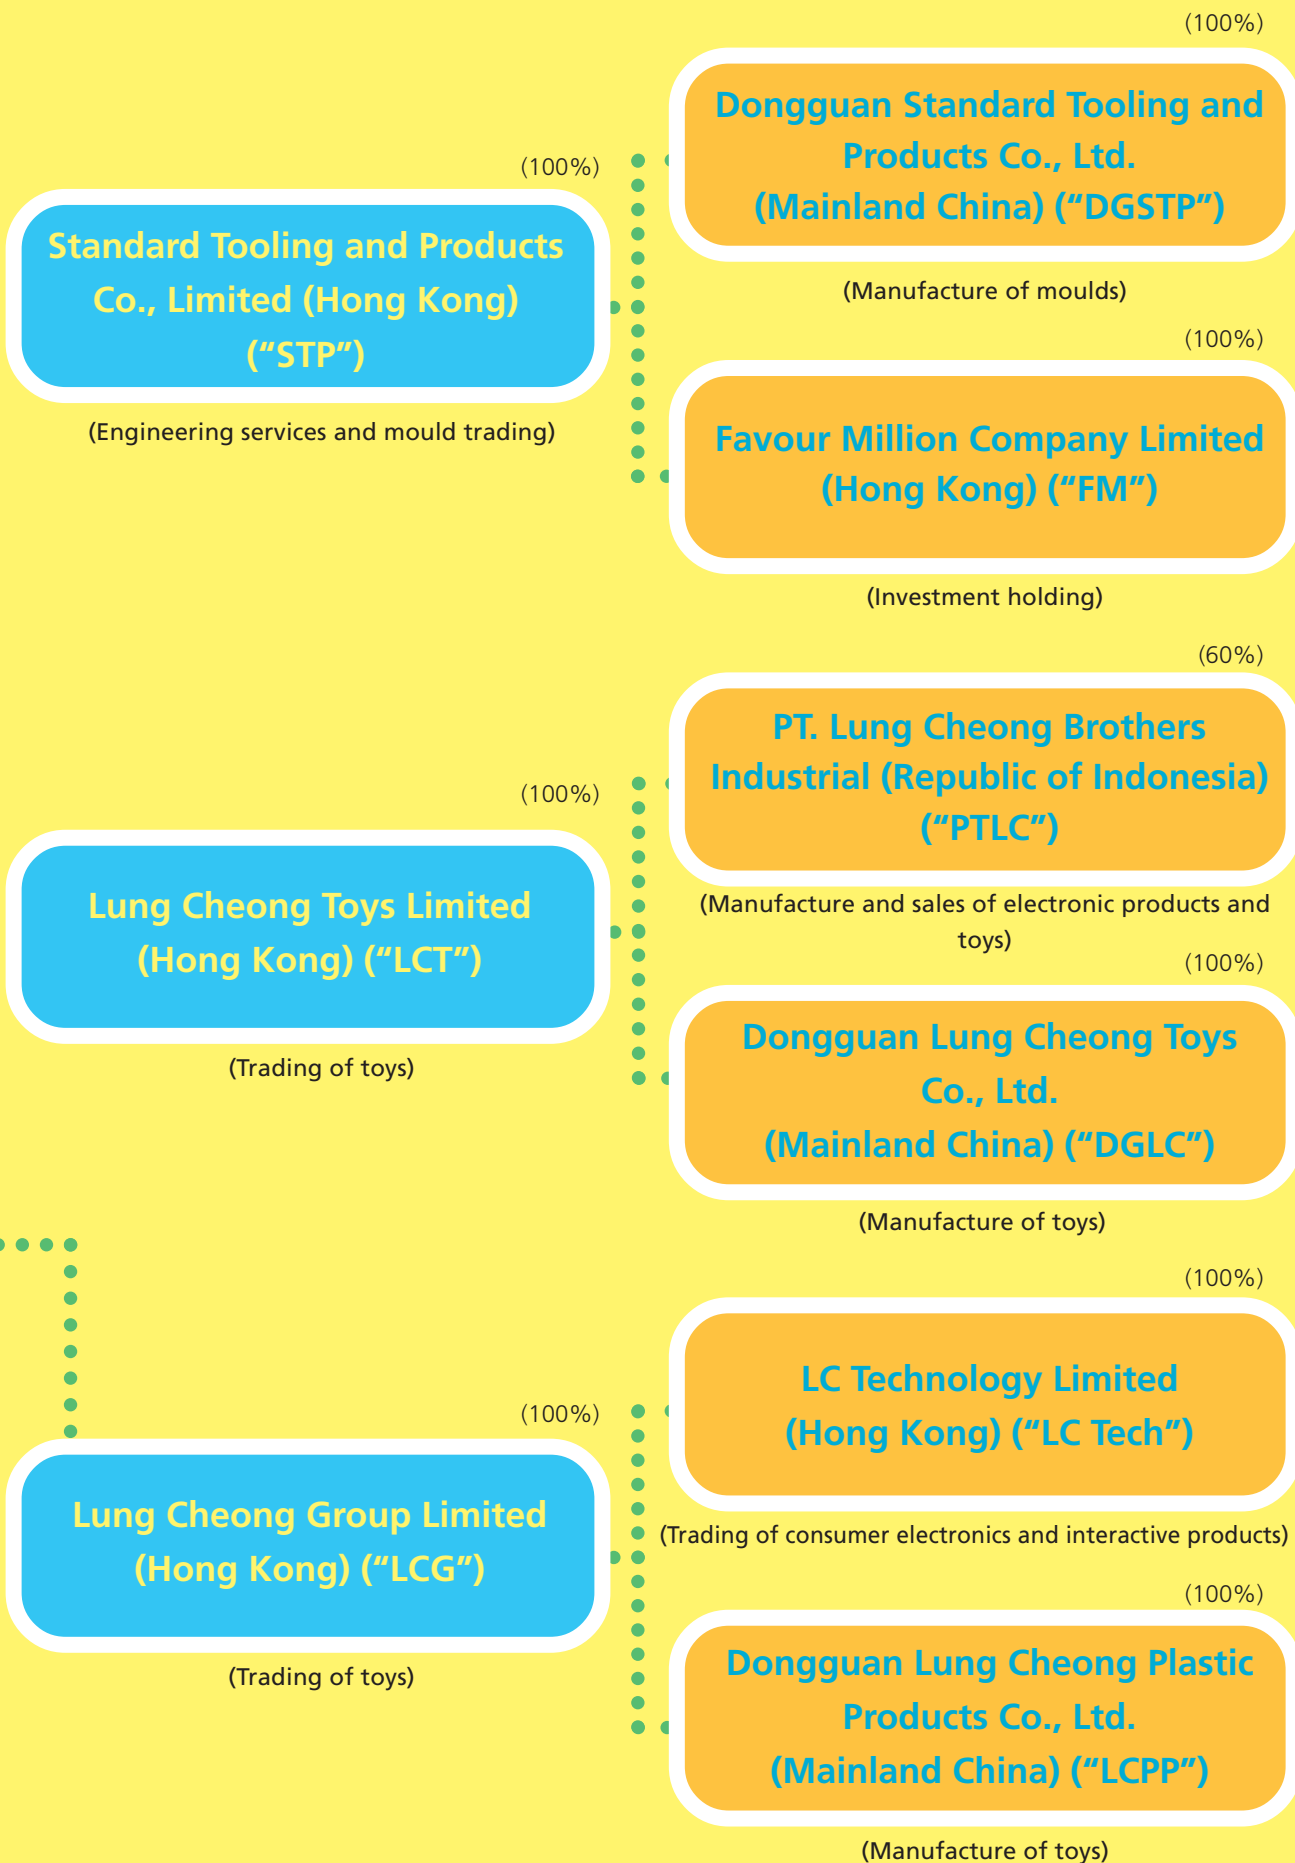 (100%)
Dongguan Standard Tooling and
Products Co., Ltd.
(Mainland China) (“DGSTP”)
(Manufacture of moulds)
(100%)
Standard Tooling and Products
Co., Limited (Hong Kong)
(“STP”)
(Engineering services and mould trading)
(100%)
Favour Million Company Limited
(Hong Kong) (“FM”)
(Investment holding)
(60%)
PT. Lung Cheong Brothers
Industrial (Republic of Indonesia)
(“PTLC”)
(Manufacture and sales of electronic products and
toys)
(100%)
Lung Cheong Toys Limited
(Hong Kong) (“LCT”)
(Trading of toys)
(100%)
Dongguan Lung Cheong Toys
Co., Ltd.
(Mainland China) (“DGLC”)
(Manufacture of toys)
(100%)
LC Technology Limited
(Hong Kong) (“LC Tech”)
(Trading of consumer electronics and interactive products)
(100%)
Lung Cheong Group Limited
(Hong Kong) (“LCG”)
(Trading of toys)
(100%)
Dongguan Lung Cheong Plastic
Products Co., Ltd.
(Mainland China) (“LCPP”)
(Manufacture of toys)